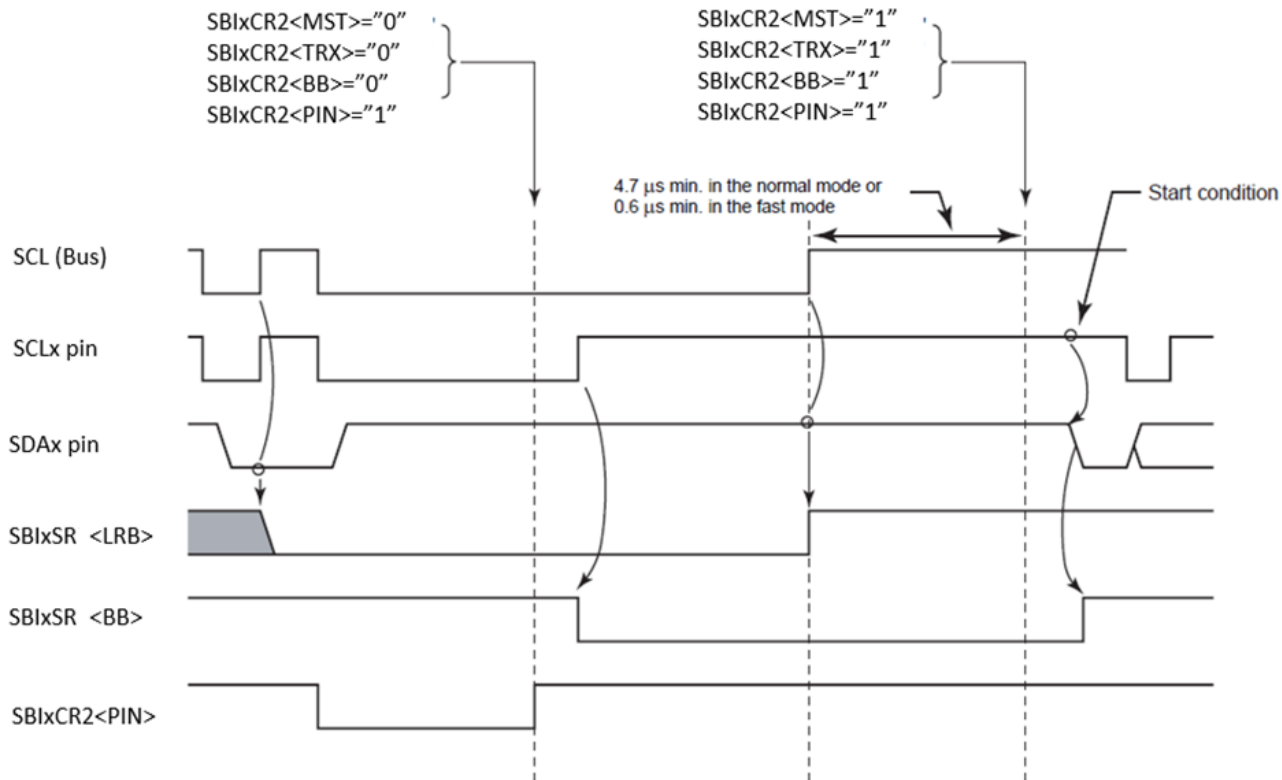 SBIxCR2<MST>=”0”
SBIxCR2<TRX>=”0”
SBIxCR2<BB>=”0”
SBIxCR2<PIN>=”1”
SBIxCR2<MST>=”1”
SBIxCR2<TRX>=”1”
SBIxCR2<BB>=”1”
SBIxCR2<PIN>=”1”
4.7 μs min. in the normal mode or
0.6 μs min. in the fast mode
Start condition
SCL (Bus)
SCLx pin
SDAx pin
SBIxSR <LRB>
SBIxSR <BB>
SBIxCR2<PIN>